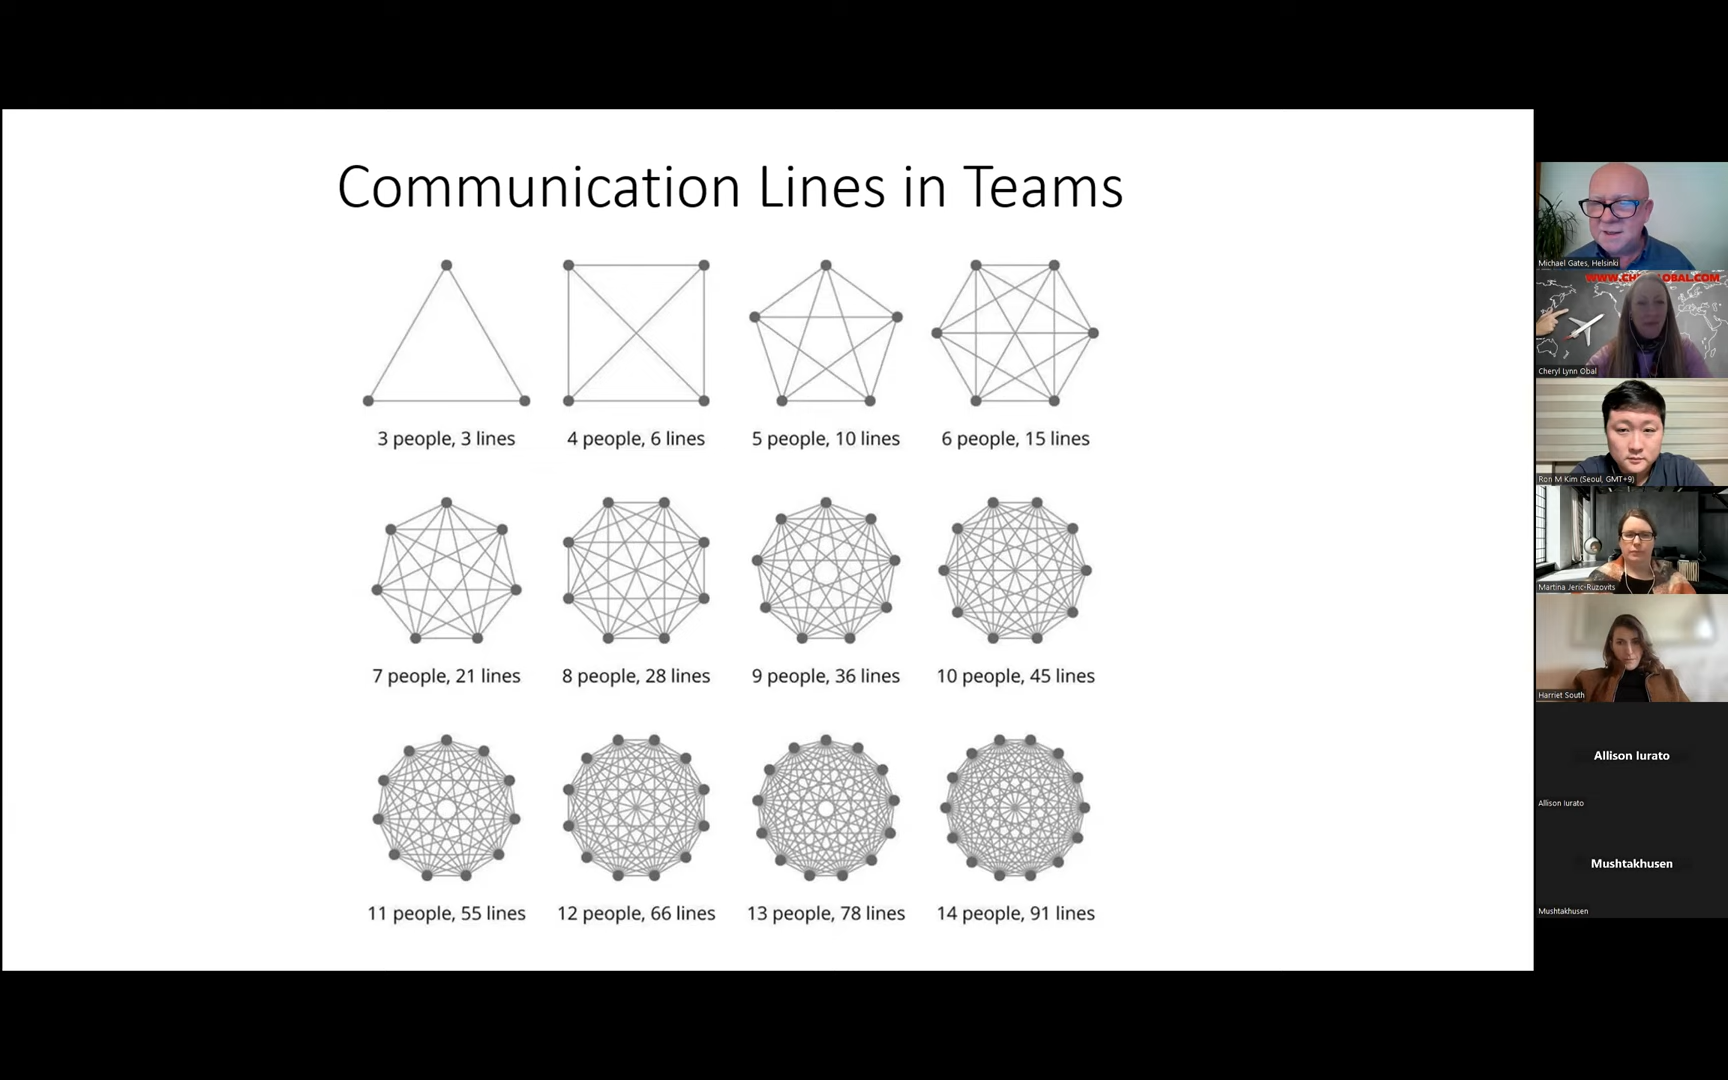 Communication Lines in Teams
3 people, 3 lines
4 people, 6 lines
5 people, 10 lines
6 people, 15 lines
7 people, 21 lines
8 people, 28 lines
9 people, 36 lines
10 people, 45 lines
11 people, 55 lines
12 people, 66 lines
13 people, 78 lines
14 people, 91 lines
Michael Gates, Helsinki
Cheryl Lynn Obal
Ron M Kim (Seoul, GMT+9)
Martina Jeric-Ruzovits
Harriet South
Allison Iurato
Allison Iurato
Mushtakhusen
Mushtakhusen